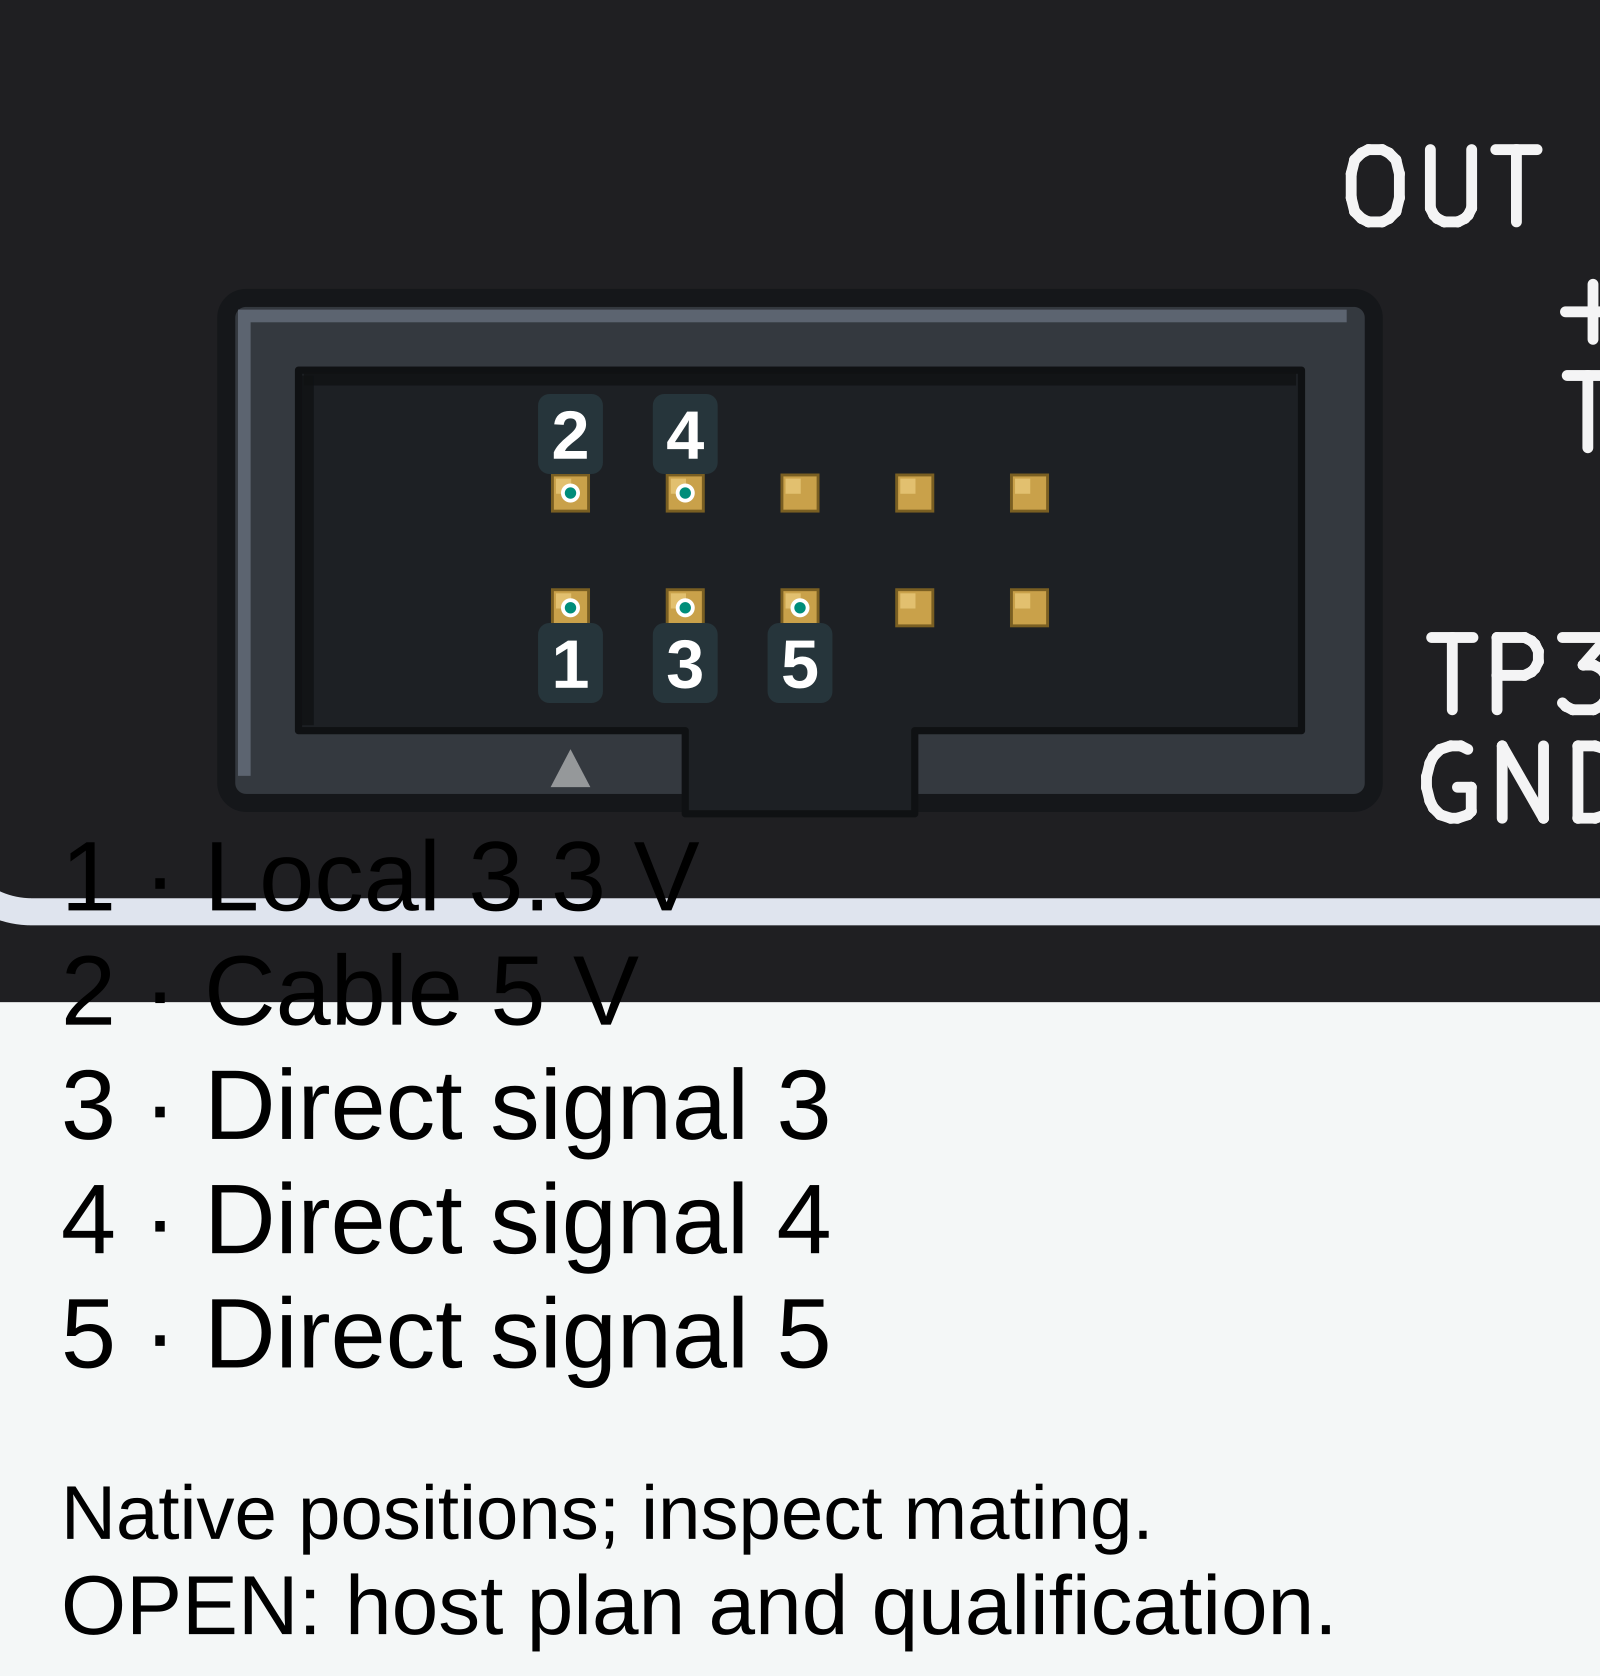 OUT
+
T
2 4
1 3 5
TP3
GND
1 · Local 3.3 V
2 · Cable 5 V
3 · Direct signal 3
4 · Direct signal 4
5 · Direct signal 5
Native positions; inspect mating.
OPEN: host plan and qualification.